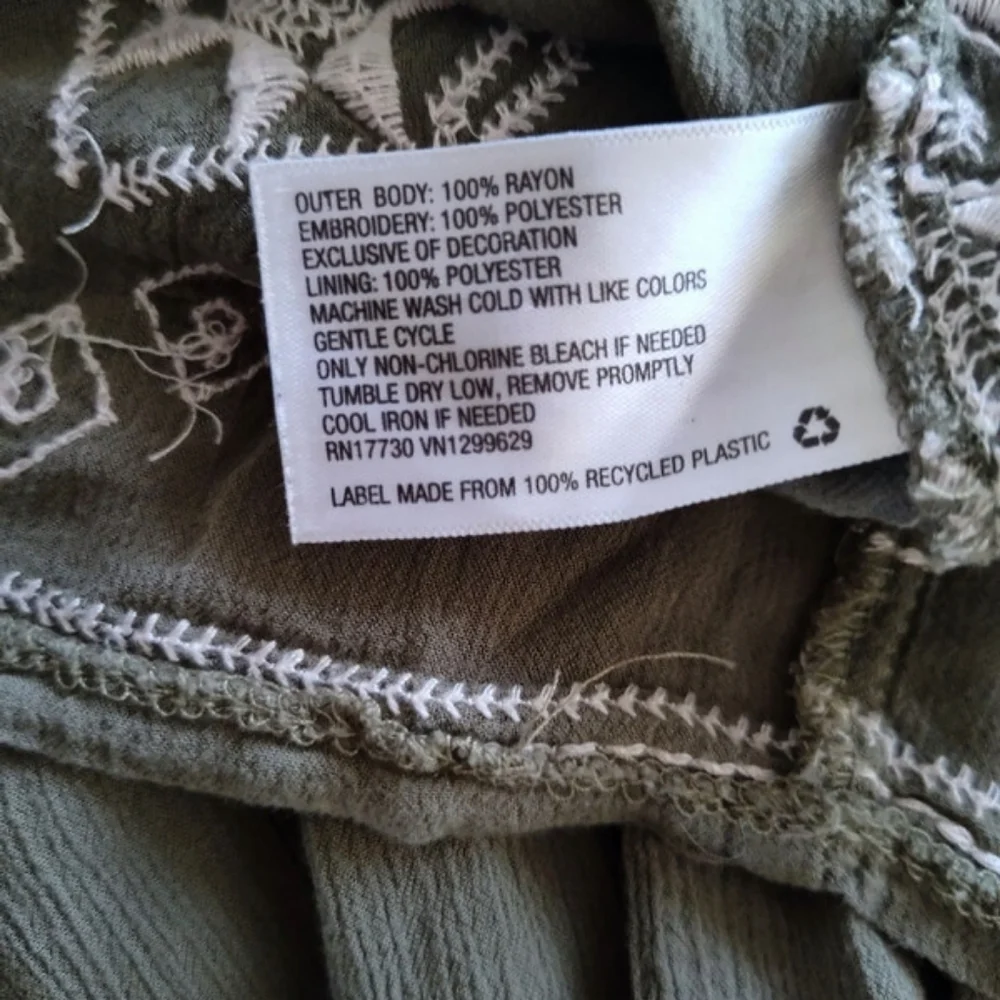 OUTER BODY: 100% RAYON
EMBROIDERY: 100% POLYESTER
EXCLUSIVE OF DECORATION
LINING: 100% POLYESTER
MACHINE WASH COLD WITH LIKE COLORS
GENTLE CYCLE
ONLY NON-CHLORINE BLEACH IF NEEDED
TUMBLE DRY LOW, REMOVE PROMPTLY
COOL IRON IF NEEDED
RN17730 VN1299629
LABEL MADE FROM 100% RECYCLED PLASTIC